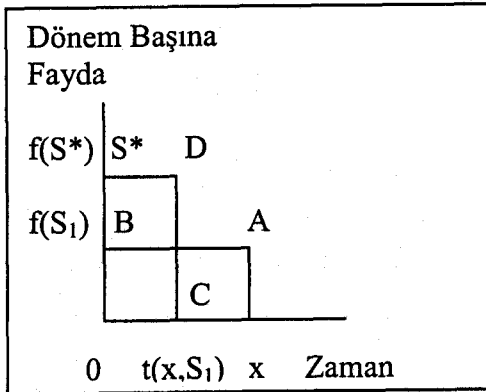 Dönem Başına
Fayda
f(S*) S* D
f(S₁) B A
C
0 t(x,S₁) x Zaman